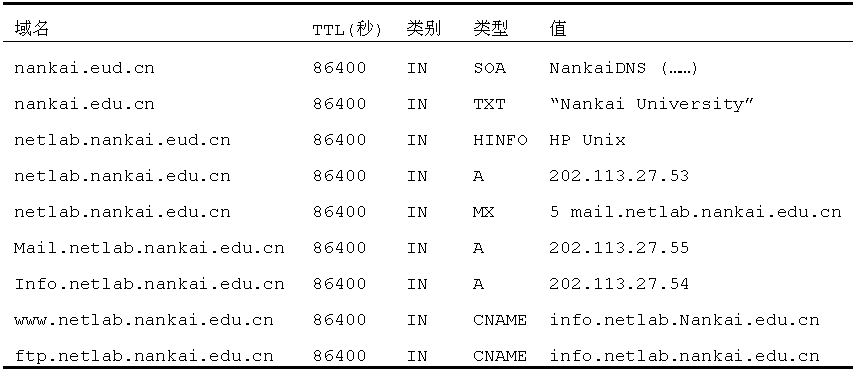 域名 TTL(秒) 类别 类型 值
nankai.eud.cn 86400 IN SOA NankaiDNS (……)
nankai.edu.cn 86400 IN TXT “Nankai University”
netlab.nankai.eud.cn 86400 IN HINFO HP Unix
netlab.nankai.edu.cn 86400 IN A 202.113.27.53
netlab.nankai.edu.cn 86400 IN MX 5 mail.netlab.nankai.edu.cn
Mail.netlab.nankai.edu.cn 86400 IN A 202.113.27.55
Info.netlab.nankai.edu.cn 86400 IN A 202.113.27.54
www.netlab.nankai.edu.cn 86400 IN CNAME info.netlab.Nankai.edu.cn
ftp.netlab.nankai.edu.cn 86400 IN CNAME info.netlab.nankai.edu.cn